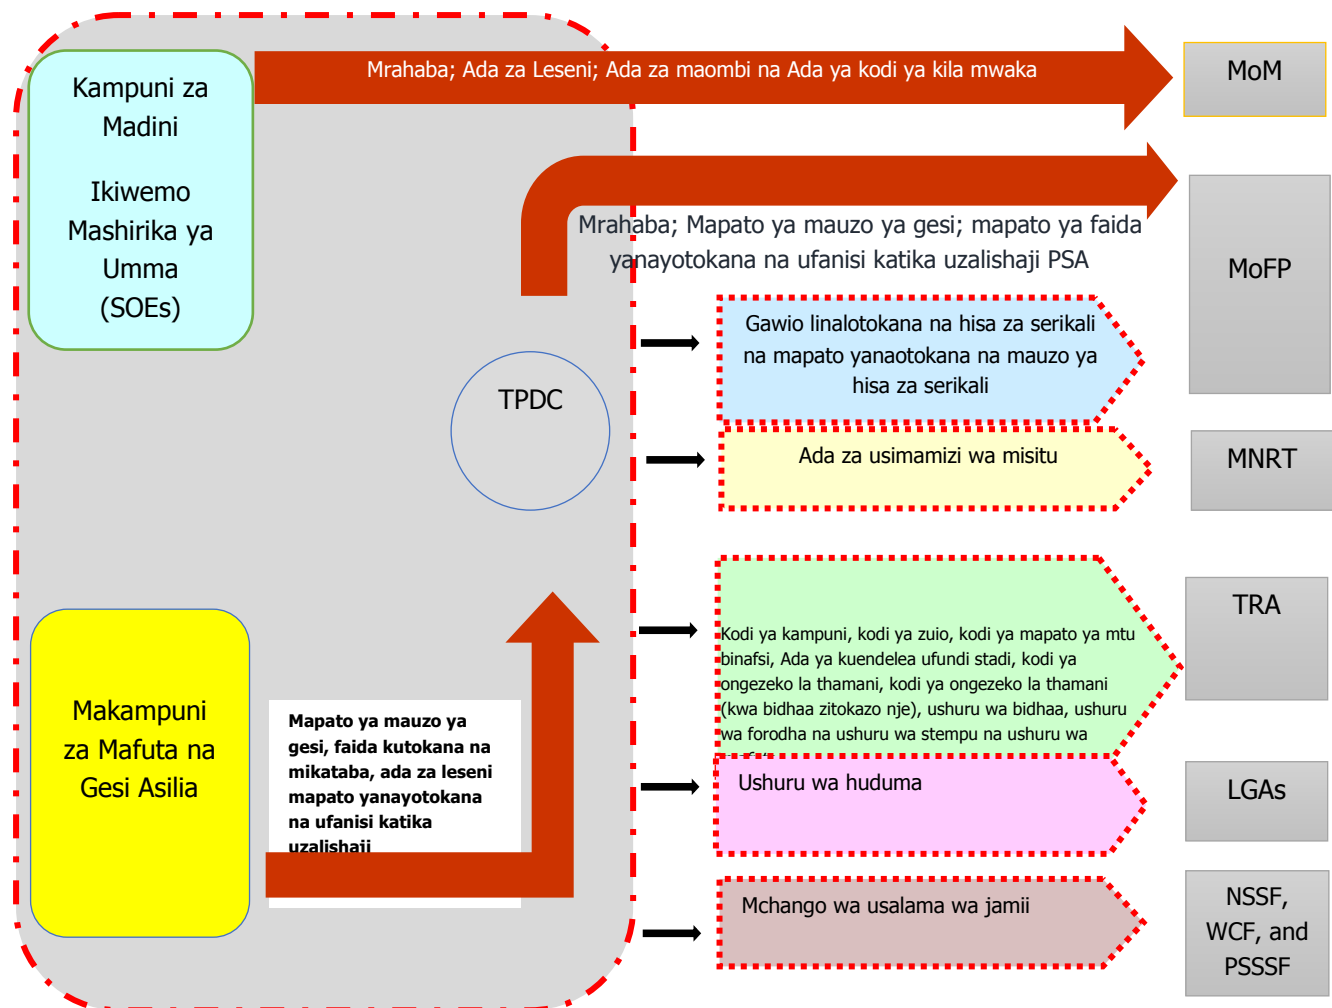 Kampuni za
Madini
Ikiwemo
Mashirika ya
Umma
(SOEs)
Mrahaba; Ada za Leseni; Ada za maombi na Ada ya kodi ya kila mwaka
MoM
Mrahaba; Mapato ya mauzo ya gesi; mapato ya faida
yanayotokana na ufanisi katika uzalishaji PSA
MoFP
Gawio linalotokana na hisa za serikali
na mapato yanaotokana na mauzo ya
hisa za serikali
TPDC
Ada za usimamizi wa misitu
MNRT
Kodi ya kampuni, kodi ya zuio, kodi ya mapato ya mtu
binafsi, Ada ya kuendelea ufundi stadi, kodi ya
ongezeko la thamani, kodi ya ongezeko la thamani
(kwa bidhaa zitokazo nje), ushuru wa bidhaa, ushuru
wa forodha na ushuru wa stempu na ushuru wa
TRA
Makampuni
za Mafuta na
Gesi Asilia
Mapato ya mauzo ya
gesi, faida kutokana na
mikataba, ada za leseni
mapato yanayotokana
na ufanisi katika
uzalishaji
Ushuru wa huduma
LGAs
Mchango wa usalama wa jamii
NSSF,
WCF, and
PSSSF